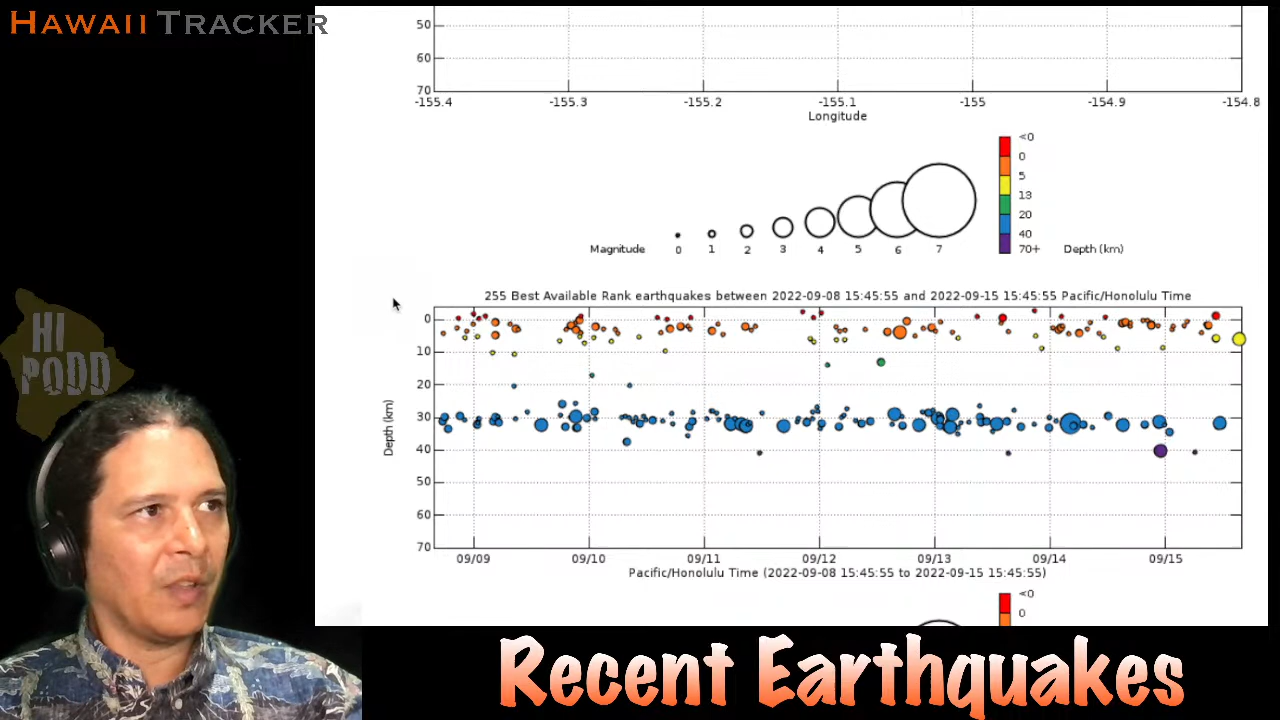 HAWAII TRACKER
50
60
70
-155.4 -155.3 -155.2 -155.1 -155 -154.9 -154.8
Longitude
<0
0
5
13
20
40
70+
Magnitude 0 1 2 3 4 5 6 7 Depth (km)
255 Best Available Rank earthquakes between 2022-09-08 15:45:55 and 2022-09-15 15:45:55 Pacific/Honolulu Time
0
10
20
30
40
50
60
70
Depth (km)
09/09 09/10 09/11 09/12 09/13 09/14 09/15
Pacific/Honolulu Time (2022-09-08 15:45:55 to 2022-09-15 15:45:55)
<0
0
HI
PODD
Recent Earthquakes